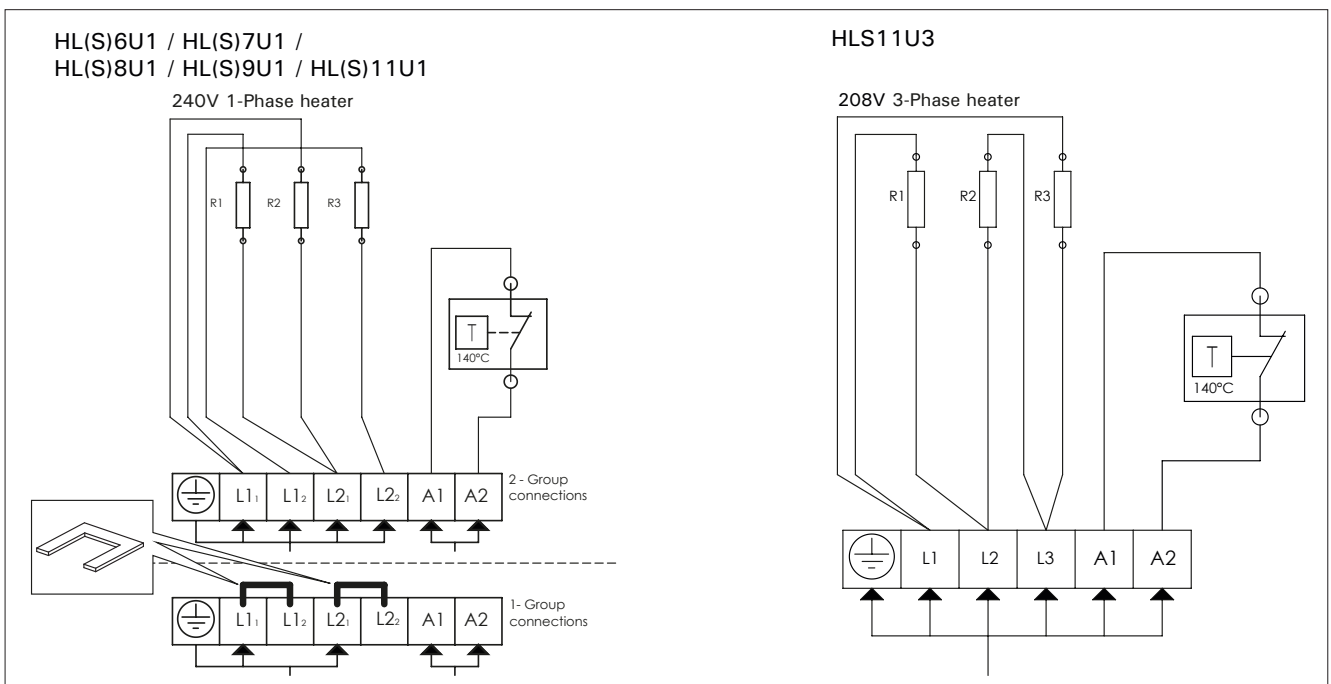 HL(S)6U1 / HL(S)7U1 /
HL(S)8U1 / HL(S)9U1 / HL(S)11U1
240V 1-Phase heater
R1
R2
R3
T
140°C
L1₁
L1₂
L2₁
L2₂
A1
A2
2 - Group
connections
L1₁
L1₂
L2₁
L2₂
A1
A2
1- Group
connections
HLS11U3
208V 3-Phase heater
R1
R2
R3
T
140°C
L1
L2
L3
A1
A2